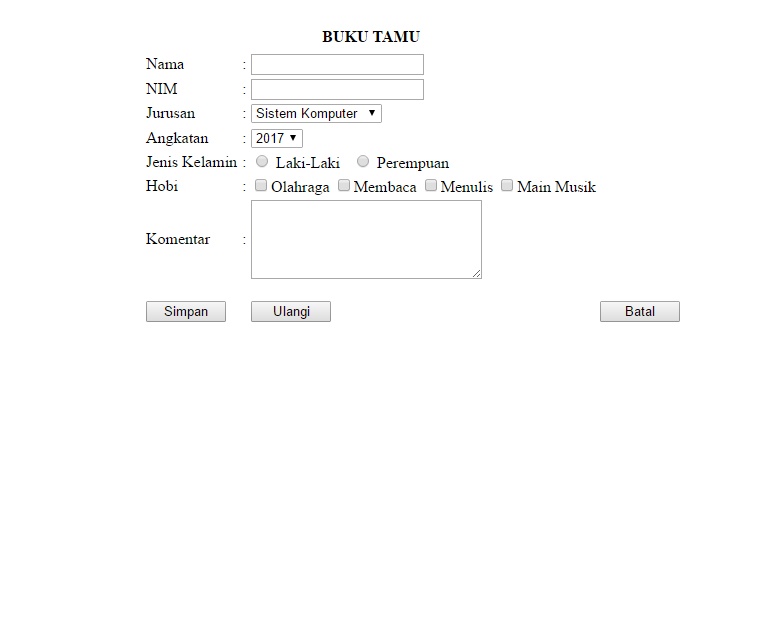 BUKU TAMU
Nama :
NIM :
Jurusan : Sistem Komputer
Angkatan : 2017
Jenis Kelamin : Laki-Laki Perempuan
Hobi : Olahraga Membaca Menulis Main Musik
Komentar :
Simpan Ulangi Batal